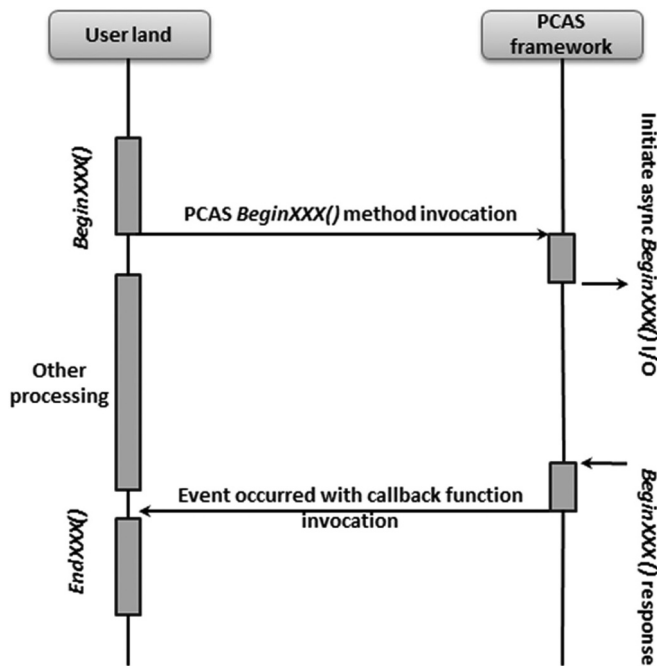 User land
PCAS
framework
BeginXXX()
PCAS BeginXXX() method invocation
Initiate async BeginXXX() I/O
Other
processing
Event occurred with callback function
invocation
EndXXX()
BeginXXX() response